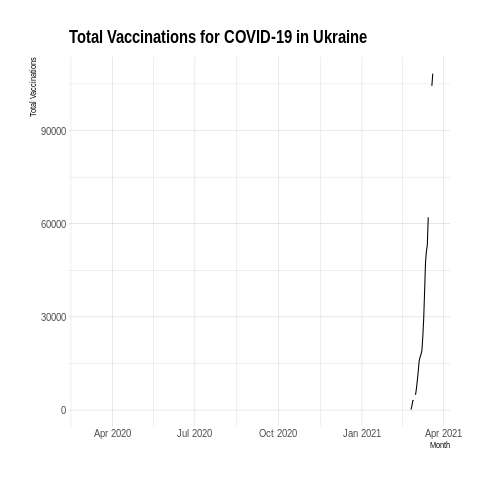 Total Vaccinations for COVID-19 in Ukraine
Total Vaccinations
90000
60000
30000
0
Apr 2020 Jul 2020 Oct 2020 Jan 2021 Apr 2021
Month